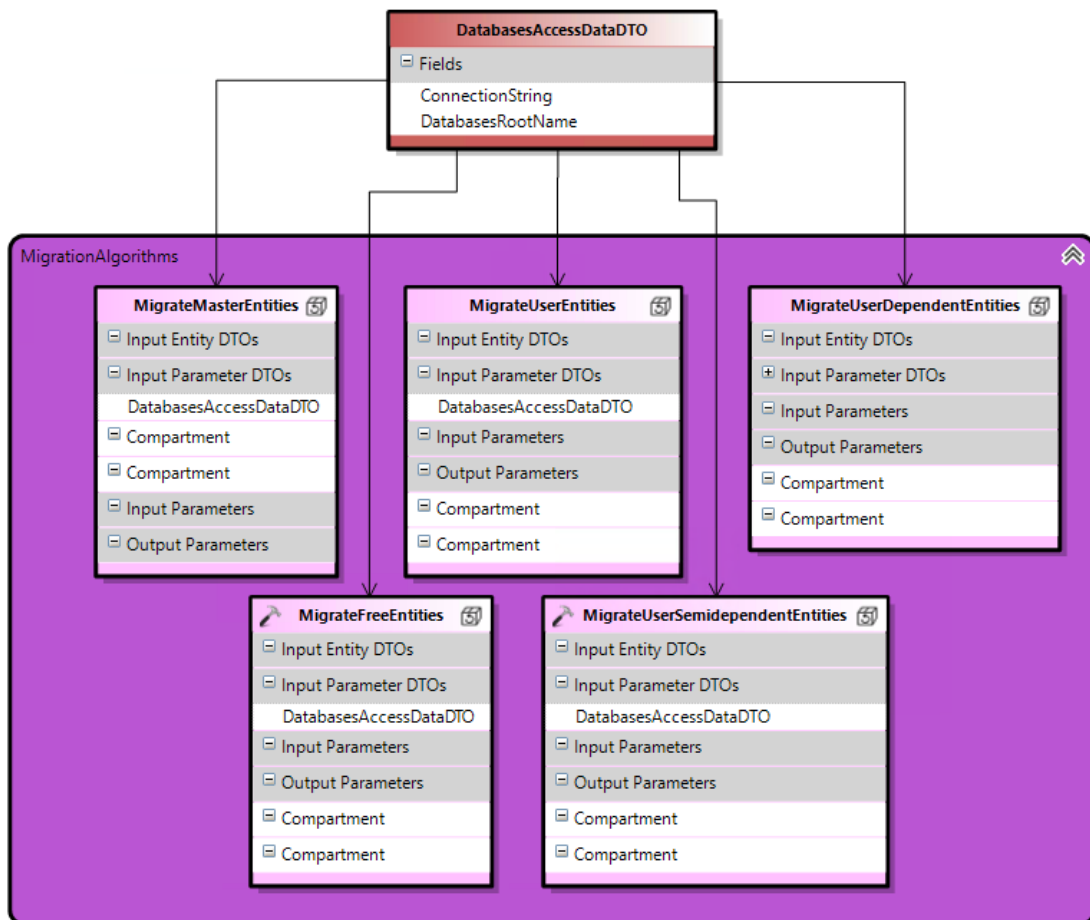 DatabasesAccessDataDTO
Fields
ConnectionString
DatabasesRootName
MigrationAlgorithms
MigrateMasterEntities
Input Entity DTOs
Input Parameter DTOs
DatabasesAccessDataDTO
Compartment
Compartment
Input Parameters
Output Parameters
MigrateUserEntities
Input Entity DTOs
Input Parameter DTOs
DatabasesAccessDataDTO
Input Parameters
Output Parameters
Compartment
Compartment
MigrateUserDependentEntities
Input Entity DTOs
Input Parameter DTOs
Input Parameters
Output Parameters
Compartment
Compartment
MigrateFreeEntities
Input Entity DTOs
Input Parameter DTOs
DatabasesAccessDataDTO
Input Parameters
Output Parameters
Compartment
Compartment
MigrateUserSemidependentEntities
Input Entity DTOs
Input Parameter DTOs
DatabasesAccessDataDTO
Input Parameters
Output Parameters
Compartment
Compartment